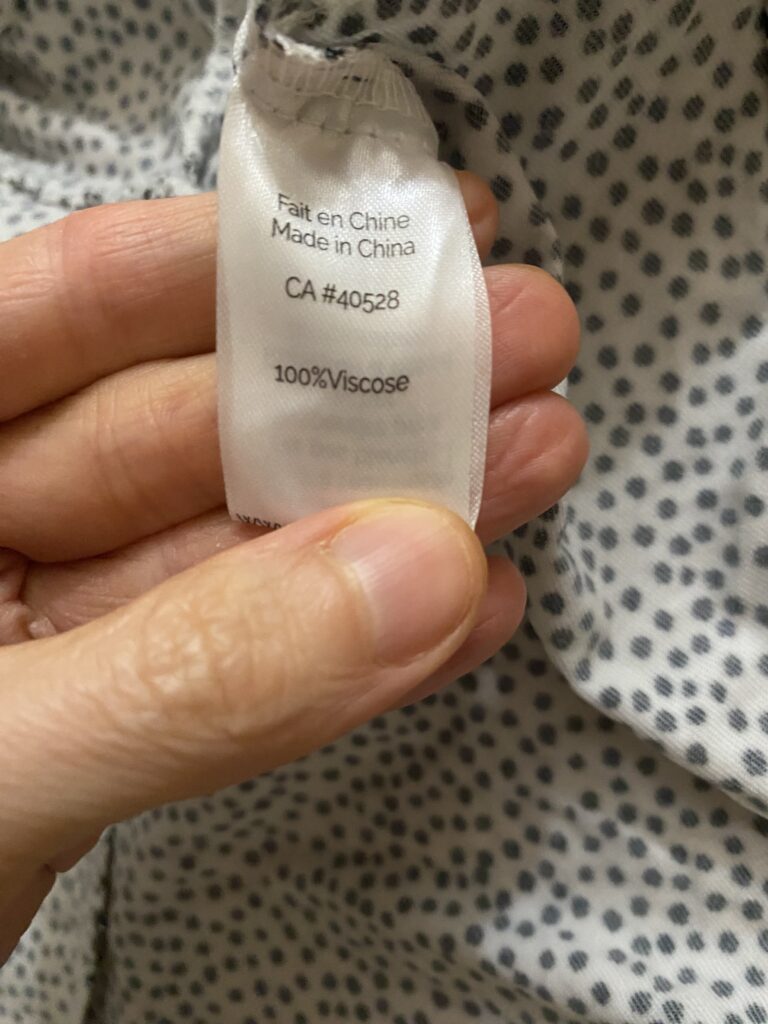 Fait en Chine
Made in China
CA #40528
100%Viscose